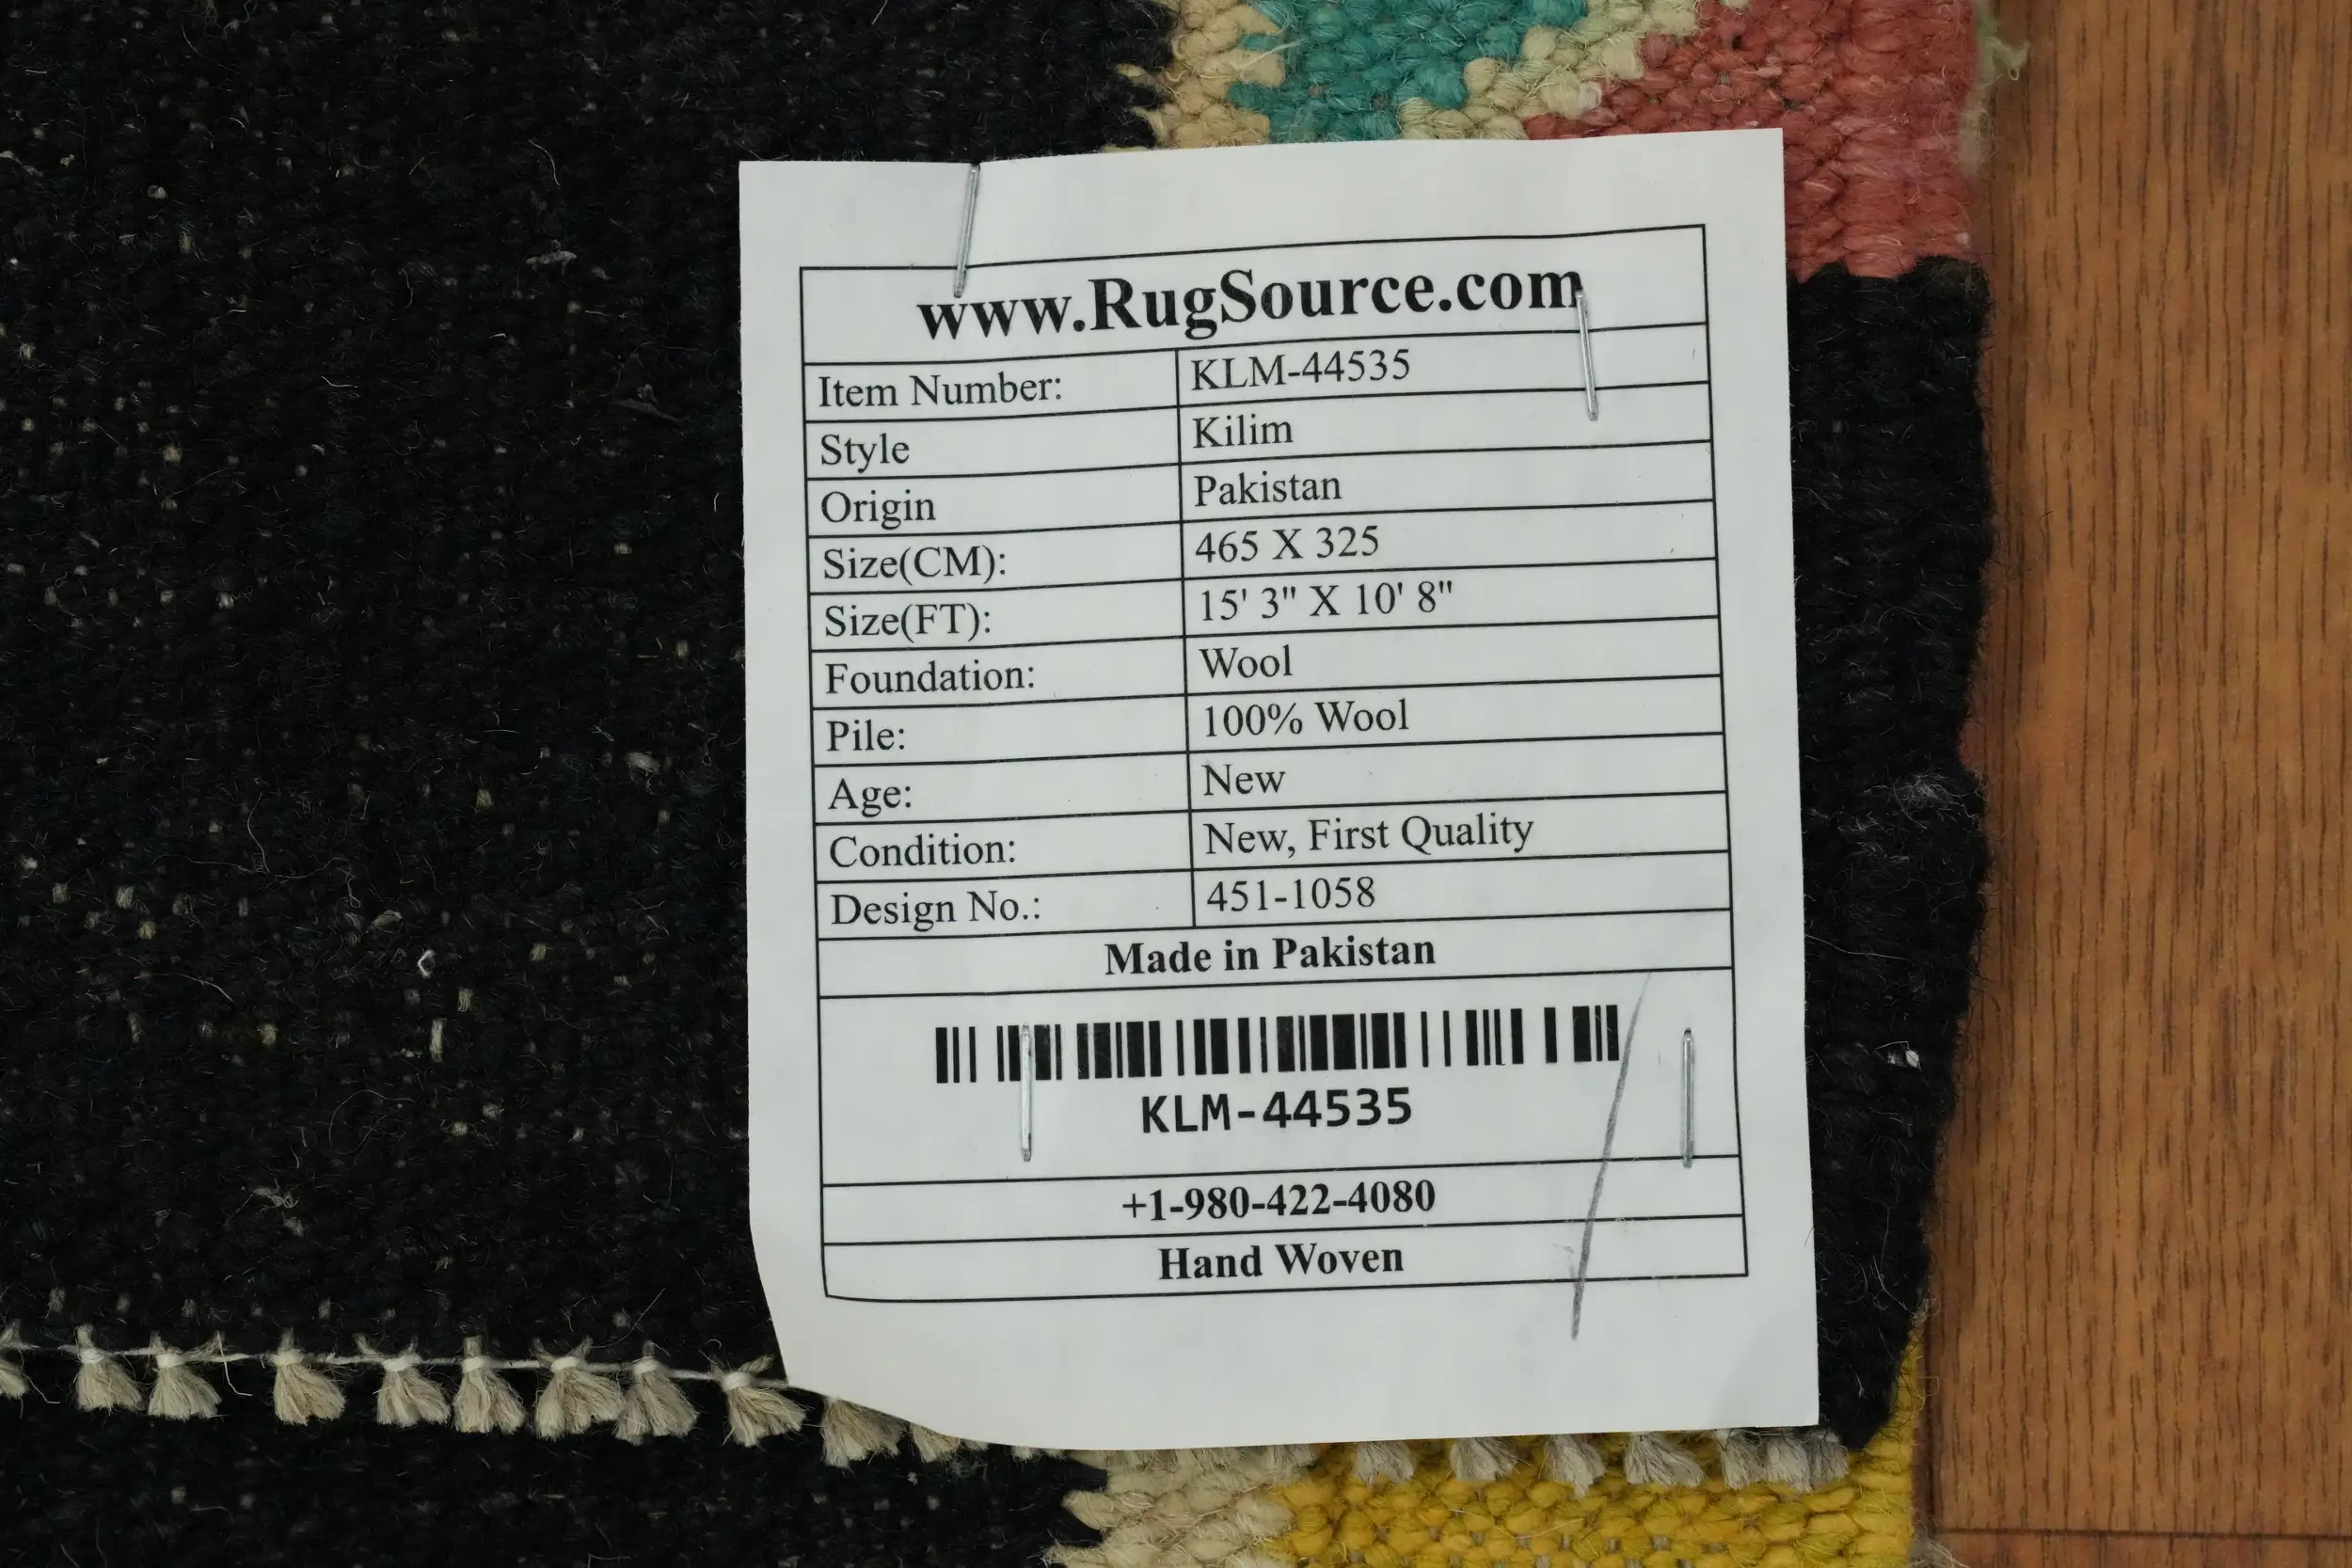 www.RugSource.com
Item Number: KLM-44535
Style Kilim
Origin Pakistan
Size(CM): 465 X 325
Size(FT): 15' 3" X 10' 8"
Foundation: Wool
Pile: 100% Wool
Age: New
Condition: New, First Quality
Design No.: 451-1058
Made in Pakistan
KLM-44535
+1-980-422-4080
Hand Woven